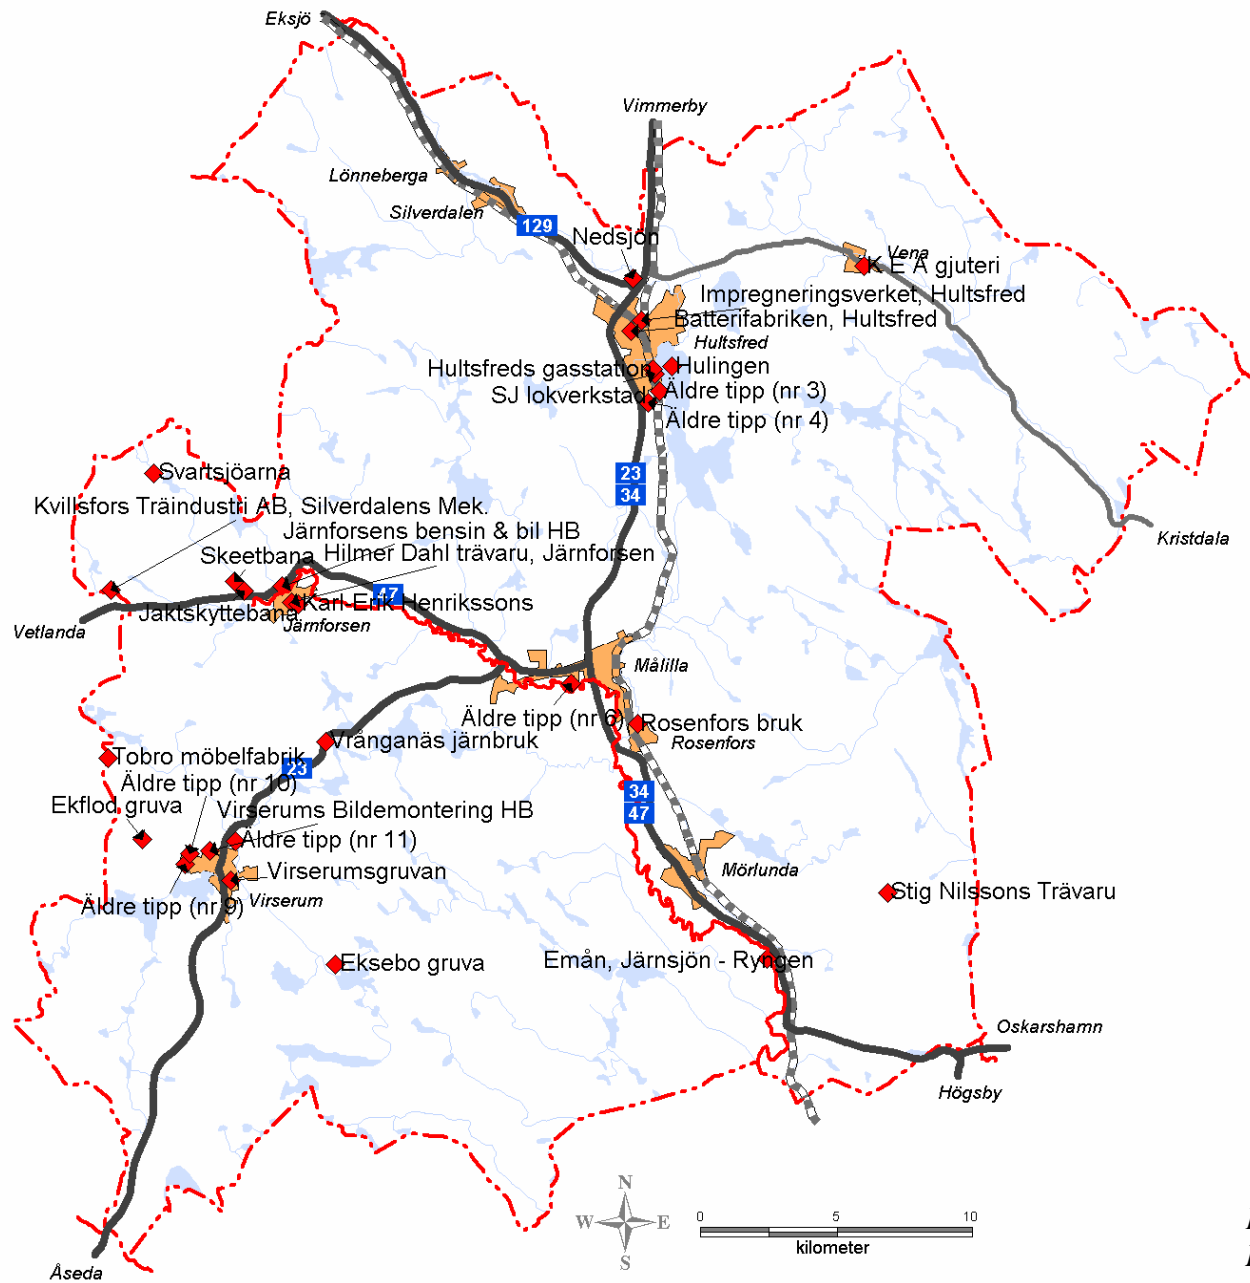 Eksjö
Vimmerby
Lönneberga
Silverdalen
129
Nedsjön
Vena
K E A gjuteri
Impregneringsverket, Hultsfred
Batterifabriken, Hultsfred
Hultsfred
Hultsfreds gasstation
Hulingen
SJ lokverkstad
Äldre tipp (nr 3)
Äldre tipp (nr 4)
23
34
Svartsjöarna
Kvillsfors Träindustri AB, Silverdalens Mek.
Järnforsens bensin & bil HB
Skeetbana
Hilmer Dahl trävaru, Järnforsen
Kristdala
47
Karl-Erik Henrikssons
Jaktskyttebana
Järnforsen
Vetlanda
Målilla
Äldre tipp (nr 6)
Rosenfors bruk
Rosenfors
Vrånganäs järnbruk
Tobro möbelfabrik
23
Äldre tipp (nr 10)
Ekflod gruva
Virserums Bildemontering HB
34
47
Äldre tipp (nr 11)
Virserumsgruvan
Mörlunda
Äldre tipp (nr 9)
Virserum
Stig Nilssons Trävaru
Eksebo gruva
Emån, Järnsjön - Ryngen
Oskarshamn
Högsby
N
W
E
S
0
5
10
kilometer
Åseda